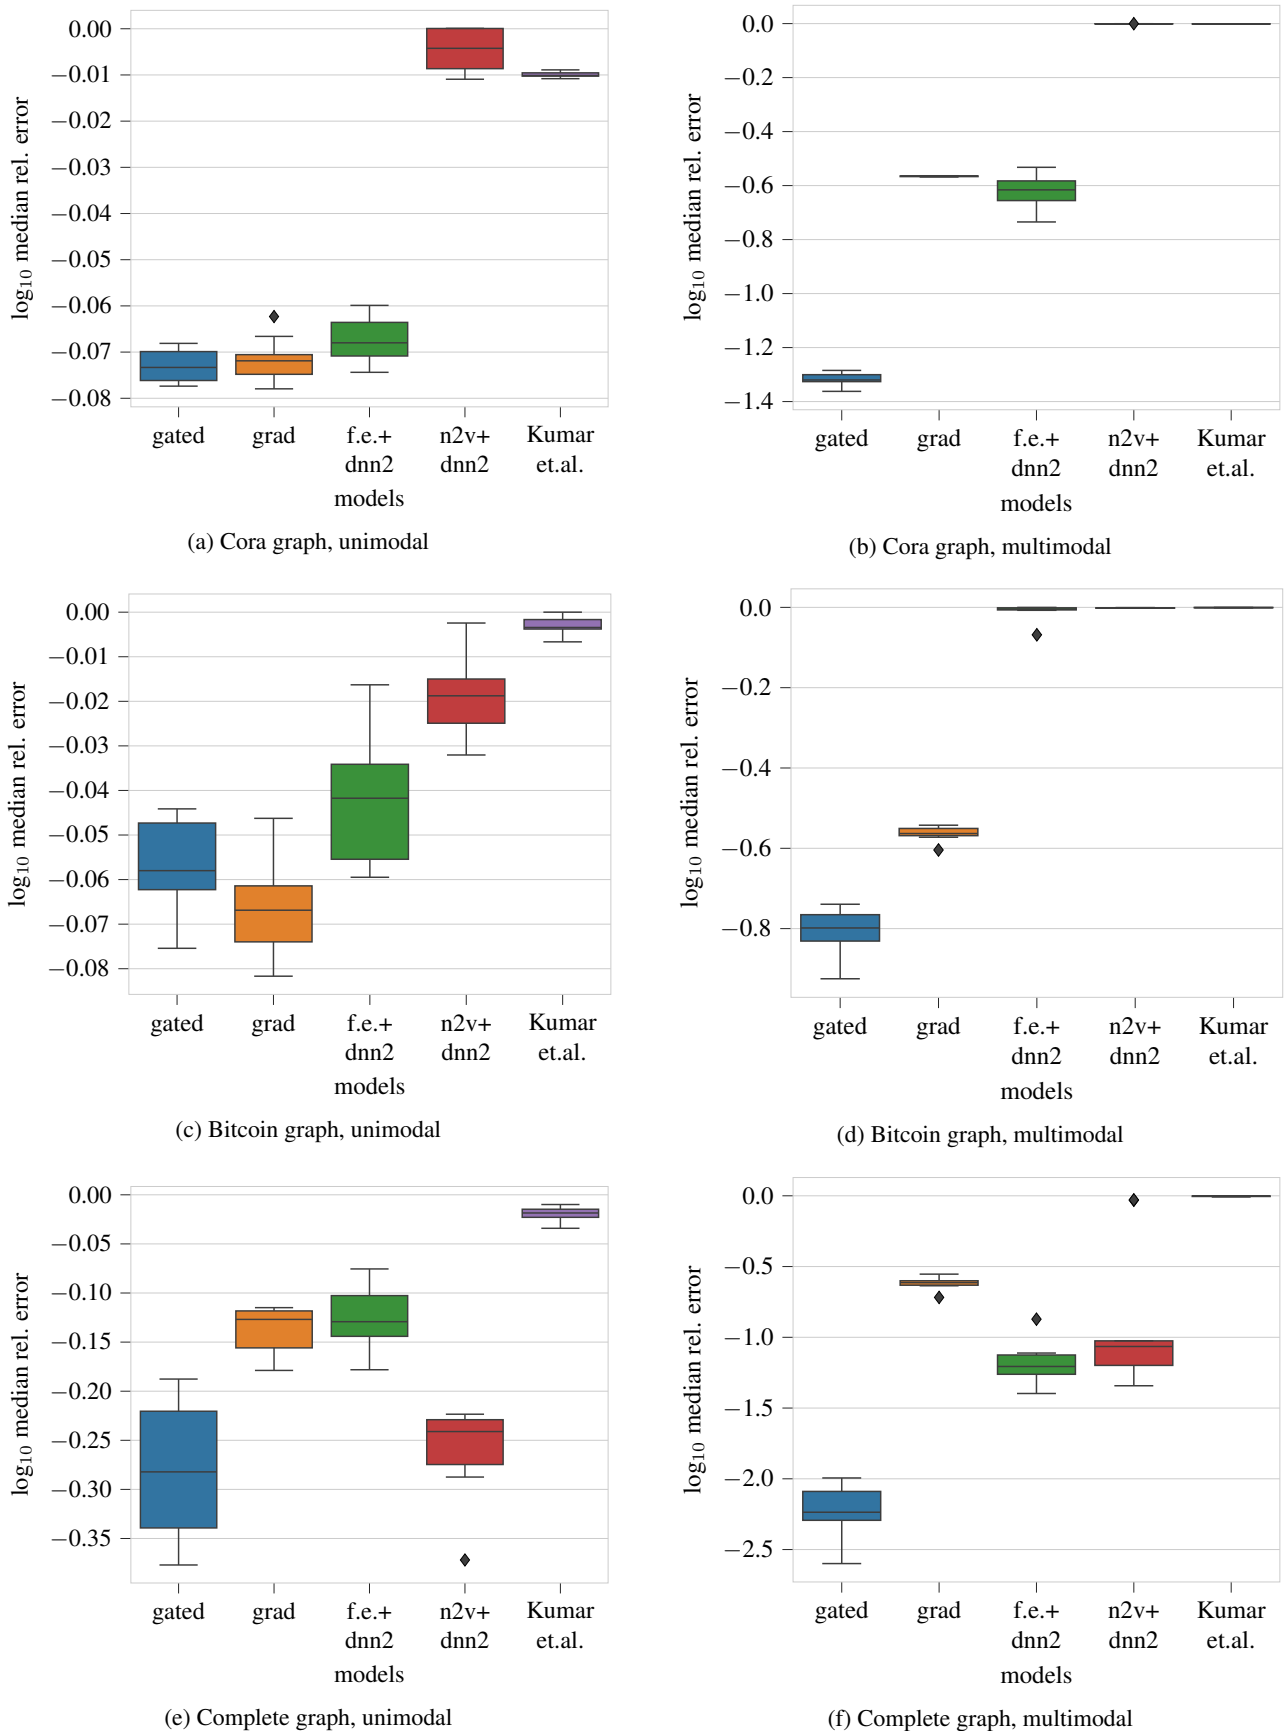 0.00
−0.01
−0.02
−0.03
−0.04
−0.05
−0.06
−0.07
−0.08
log10 median rel. error
gated grad f.e.+ n2v+ Kumar
dnn2 dnn2 et.al.
models
(a) Cora graph, unimodal
0.0
−0.2
−0.4
−0.6
−0.8
−1.0
−1.2
−1.4
log10 median rel. error
gated grad f.e.+ n2v+ Kumar
dnn2 dnn2 et.al.
models
(b) Cora graph, multimodal
0.00
−0.01
−0.02
−0.03
−0.04
−0.05
−0.06
−0.07
−0.08
log10 median rel. error
gated grad f.e.+ n2v+ Kumar
dnn2 dnn2 et.al.
models
(c) Bitcoin graph, unimodal
0.0
−0.2
−0.4
−0.6
−0.8
log10 median rel. error
gated grad f.e.+ n2v+ Kumar
dnn2 dnn2 et.al.
models
(d) Bitcoin graph, multimodal
0.00
−0.05
−0.10
−0.15
−0.20
−0.25
−0.30
−0.35
log10 median rel. error
gated grad f.e.+ n2v+ Kumar
dnn2 dnn2 et.al.
models
(e) Complete graph, unimodal
0.0
−0.5
−1.0
−1.5
−2.0
−2.5
log10 median rel. error
gated grad f.e.+ n2v+ Kumar
dnn2 dnn2 et.al.
models
(f) Complete graph, multimodal